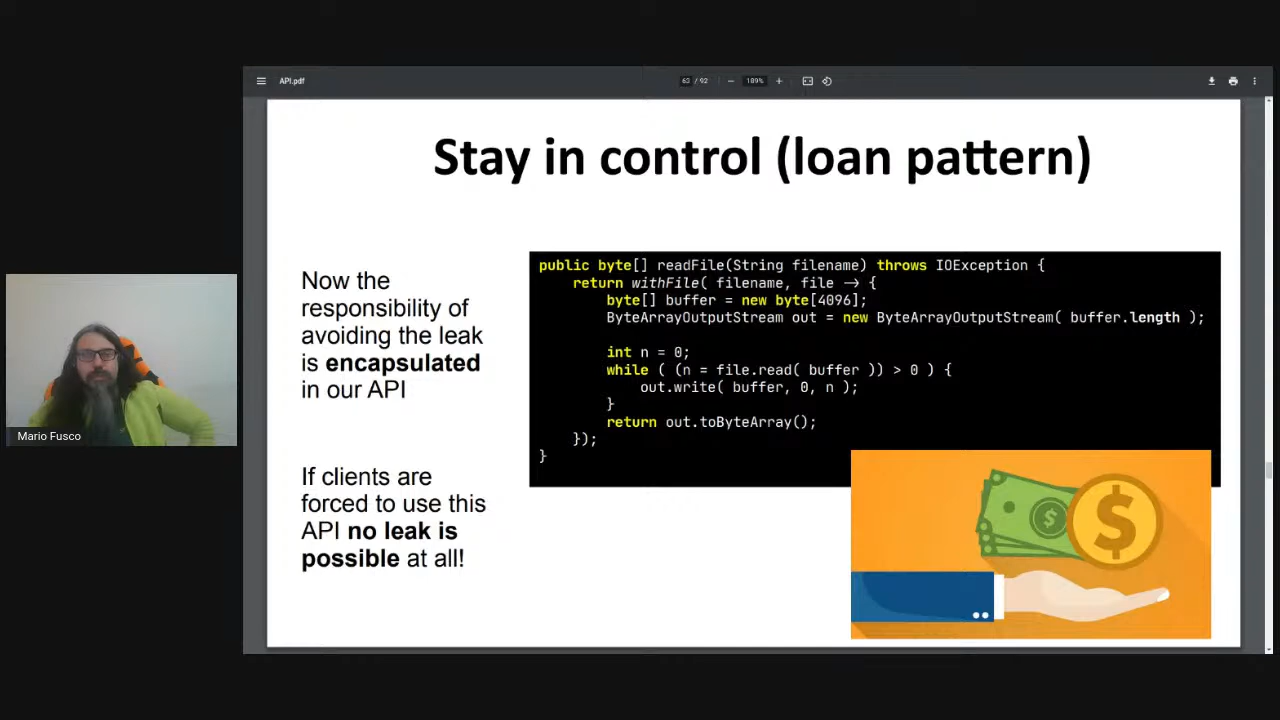 API.pdf
63 / 92
189%
Stay in control (loan pattern)
Now the
responsibility of
avoiding the leak
is encapsulated
in our API
If clients are
forced to use this
API no leak is
possible at all!
public byte[] readFile(String filename) throws IOException {
    return withFile( filename, file -> {
        byte[] buffer = new byte[4096];
        ByteArrayOutputStream out = new ByteArrayOutputStream( buffer.length );
        int n = 0;
        while ( (n = file.read( buffer )) > 0 ) {
            out.write( buffer, 0, n );
        }
        return out.toByteArray();
    });
}
$
$
Mario Fusco